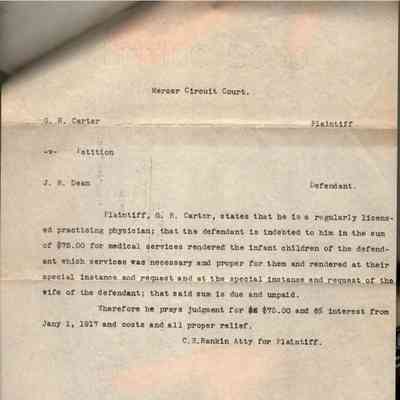 Mercer Circuit Court.
G. R. Carter Plaintiff
-v- Petition
J. R. Dean Defendant.
Plaintiff, G. R. Carter, states that he is a regularly licens-
ed practising physician; that the defendant is indebted to him in the sum
of $75.00 for medical services rendered the infant children of the defend-
ant which services was necessary and proper for them and rendered at their
special instance and request and at the special instance and request of the
wife of the defendant; that said sum is due and unpaid.
Therefore he prays judgment for $75.00 and 6% interest from
Jany 1, 1917 and costs and all proper relief.
C.E.Rankin Atty for Plaintiff.